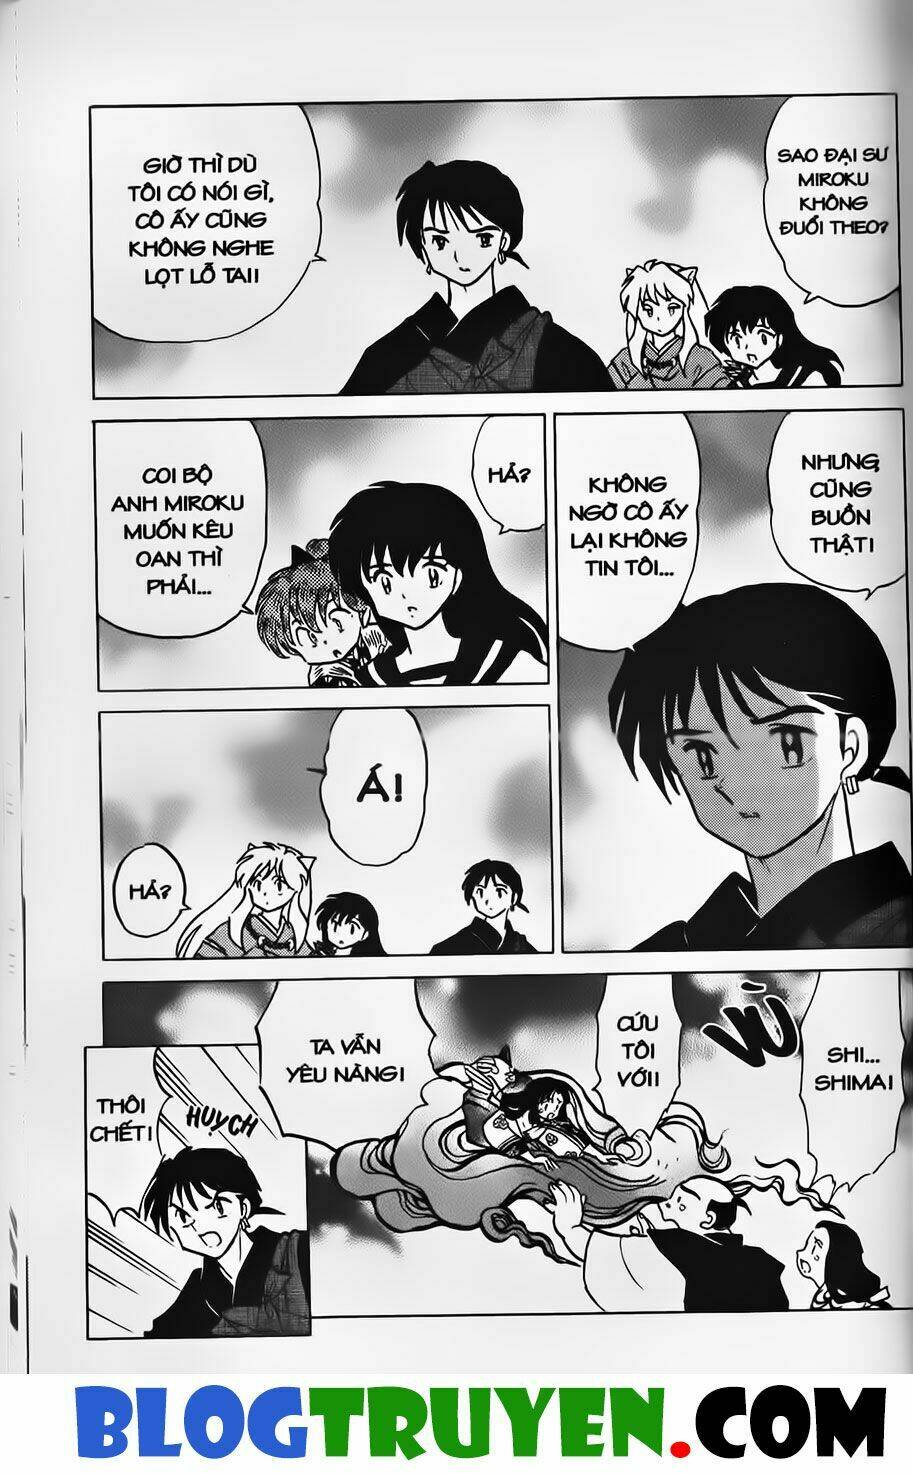 SAO ĐẠI SƯ
MIROKU
KHÔNG
ĐUỔI THEO?
GIỜ THÌ DÙ
TÔI CÓ NÓI GÌ,
CÔ ẤY CŨNG
KHÔNG NGHE
LỌT LỖ TAI!
NHƯNG,
CŨNG
BUỒN
THẬT!
KHÔNG
NGỜ CÔ ẤY
LẠI KHÔNG
TIN TÔI...
HẢ?
COI BỘ
ANH MIROKU
MUỐN KÊU
OAN THÌ
PHẢI...
Á!
HẢ?
SHI...
SHIMA!
VÙ
CỨU
TÔI
VỚI!
TA VẪN
YÊU NÀNG!
HUỴCH
THÔI
CHẾT!
BLOGTRUYEN.COM